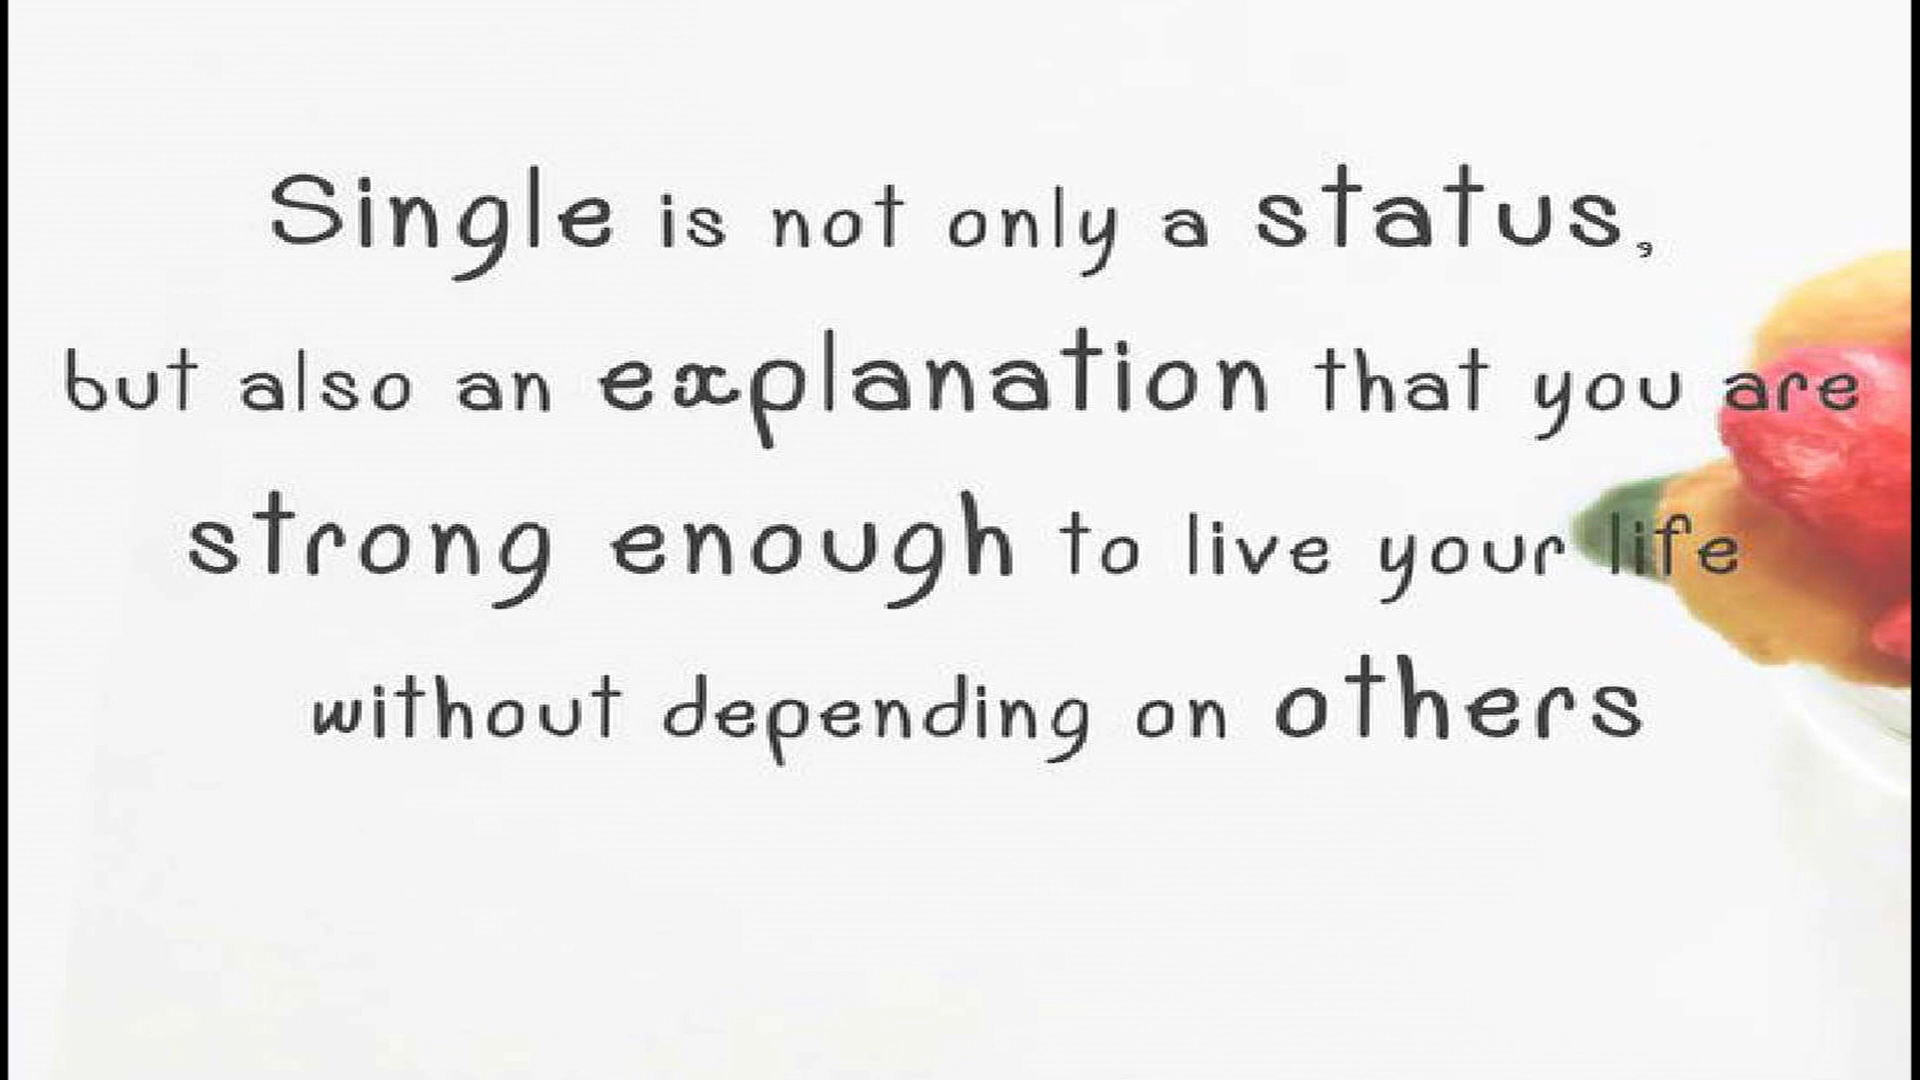 Single is not only a status,
but also an explanation that you are
strong enough to live your life
without depending on others